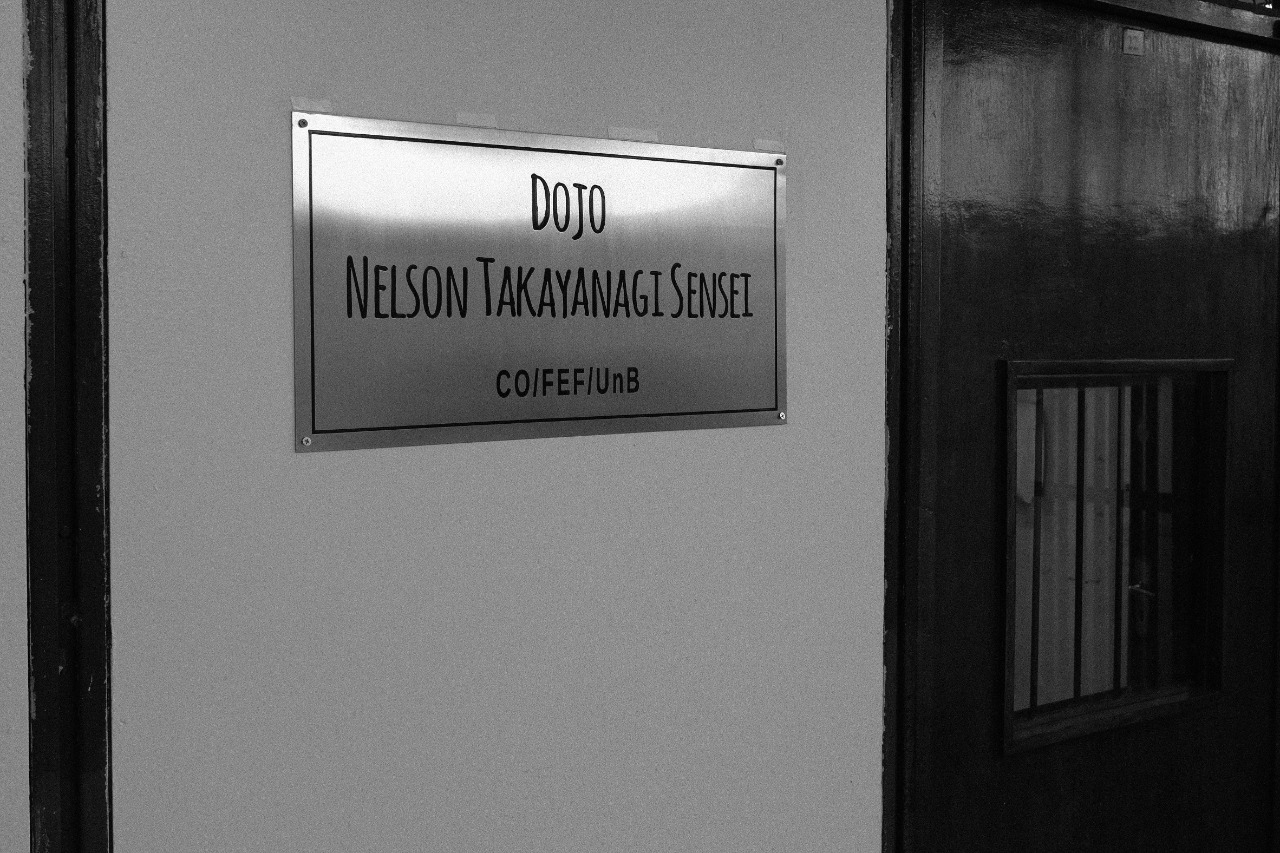 Dojo
Nelson Takayanagi Sensei
CO/FEF/UnB